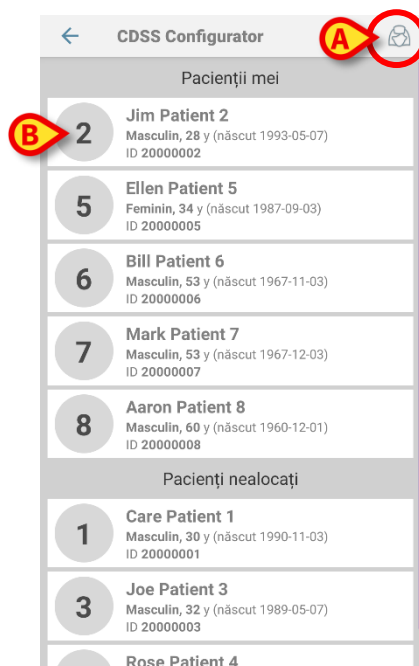 CDSS Configurator
A
Pacienții mei
B
2
Jim Patient 2
Masculin, 28 y (născut 1993-05-07)
ID 20000002
5
Ellen Patient 5
Feminin, 34 y (născut 1987-09-03)
ID 20000005
6
Bill Patient 6
Masculin, 53 y (născut 1967-11-03)
ID 20000006
7
Mark Patient 7
Masculin, 53 y (născut 1967-12-03)
ID 20000007
8
Aaron Patient 8
Masculin, 60 y (născut 1960-12-01)
ID 20000008
Pacienți nealocați
1
Care Patient 1
Masculin, 30 y (născut 1990-11-03)
ID 20000001
3
Joe Patient 3
Masculin, 32 y (născut 1989-05-07)
ID 20000003
Rose Patient 4